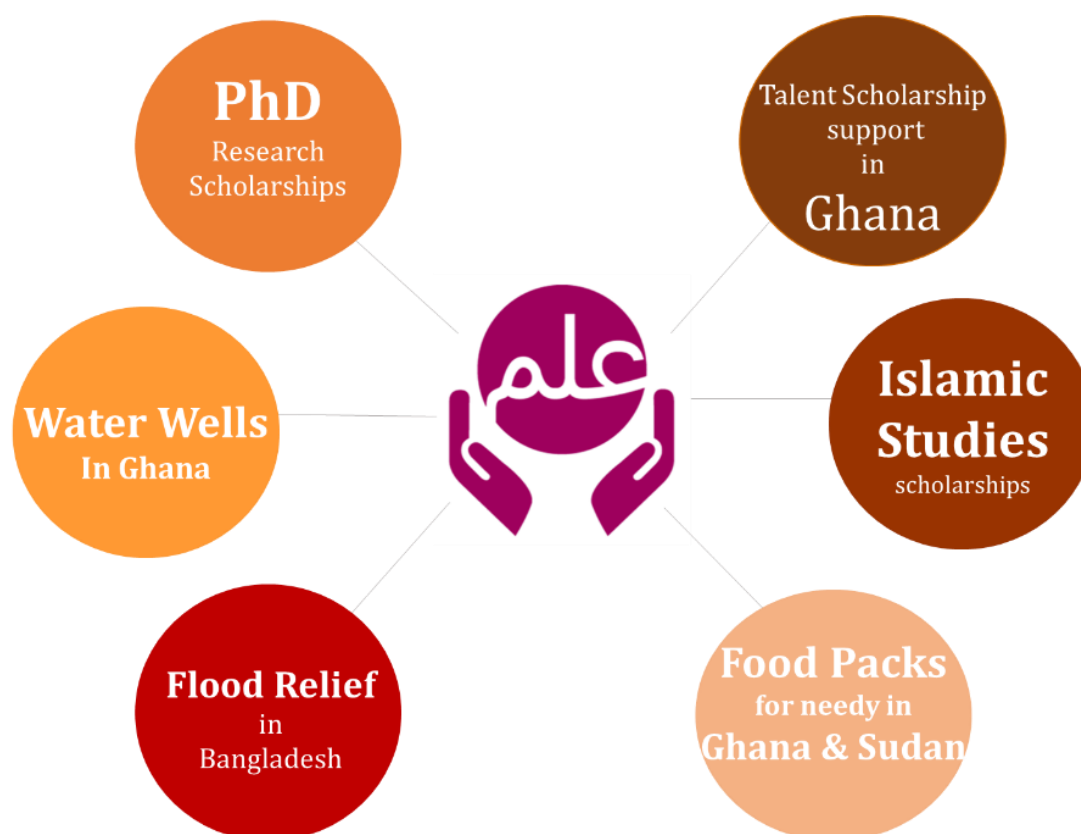 PhD
Research
Scholarships
Talent Scholarship
support
in
Ghana
علم
Water Wells
In Ghana
Islamic
Studies
scholarships
Flood Relief
in
Bangladesh
Food Packs
for needy in
Ghana & Sudan